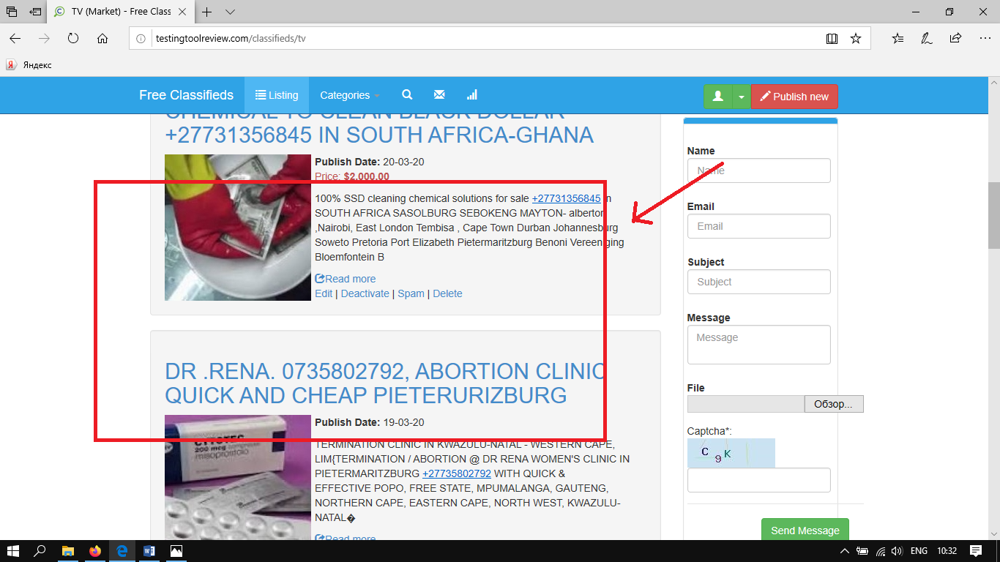 TV (Market) - Free Class
testingtoolreview.com/classifieds/tv
Яндекс
Free Classifieds
Listing
Categories
Publish new
CHEMICAL TO CLEAN BLACK DOLLAR
+27731356845 IN SOUTH AFRICA-GHANA
Publish Date: 20-03-20
Price: $2,000.00
100% SSD cleaning chemical solutions for sale +27731356845 in
SOUTH AFRICA SASOLBURG SEBOKENG MAYTON- alberton
,Nairobi, East London Tembisa , Cape Town Durban Johannesburg
Soweto Pretoria Port Elizabeth Pietermaritzburg Benoni Vereeniging
Bloemfontein B
Read more
Edit | Deactivate | Spam | Delete
DR .RENA. 0735802792, ABORTION CLINIC
QUICK AND CHEAP PIETERURIZBURG
CYTOTEC
200 mcg
misoprostolo
Publish Date: 19-03-20
TERMINATION CLINIC IN KWAZULU-NATAL - WESTERN CAPE,
LIM{TERMINATION / ABORTION @ DR RENA WOMEN'S CLINIC IN
PIETERMARITZBURG +27735802792 WITH QUICK &
EFFECTIVE POPO, FREE STATE, MPUMALANGA, GAUTENG,
NORTHERN CAPE, EASTERN CAPE, NORTH WEST, KWAZULU-
NATAL�
Read more
Name
Name
Email
Email
Subject
Subject
Message
Message
File
Обзор...
Captcha*:
C 9 K
Send Message
ENG
10:32